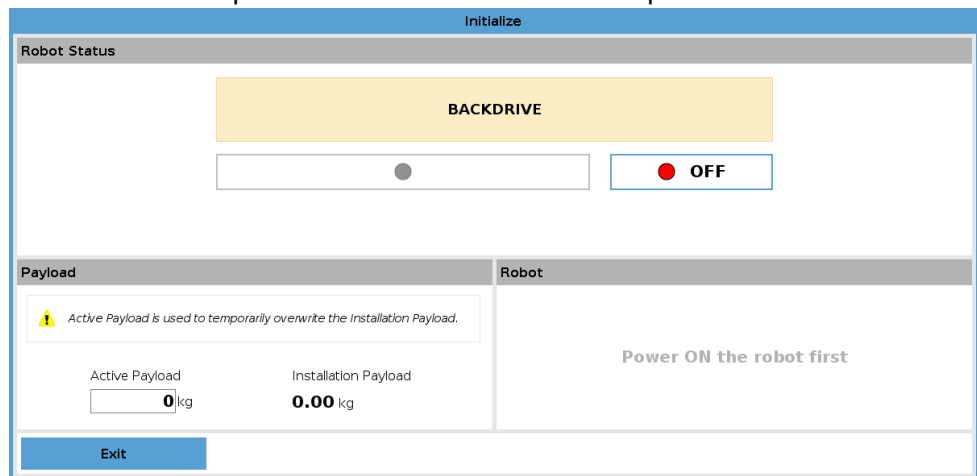 Initialize
Robot Status
BACKDRIVE
OFF
Payload
Active Payload is used to temporarily overwrite the Installation Payload.
Active Payload
Installation Payload
0 kg
0.00 kg
Robot
Power ON the robot first
Exit